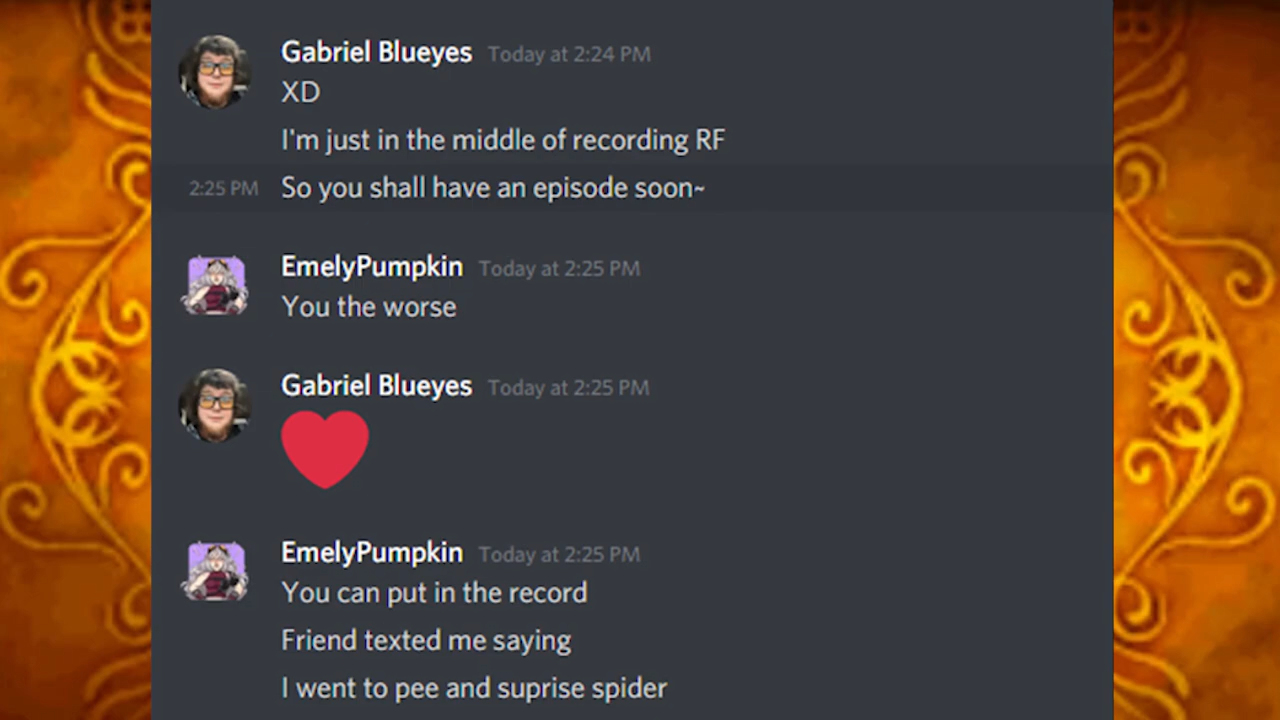 Gabriel Blueyes Today at 2:24 PM
XD
I'm just in the middle of recording RF
2:25 PM So you shall have an episode soon~
EmelyPumpkin Today at 2:25 PM
You the worse
Gabriel Blueyes Today at 2:25 PM
EmelyPumpkin Today at 2:25 PM
You can put in the record
Friend texted me saying
I went to pee and suprise spider